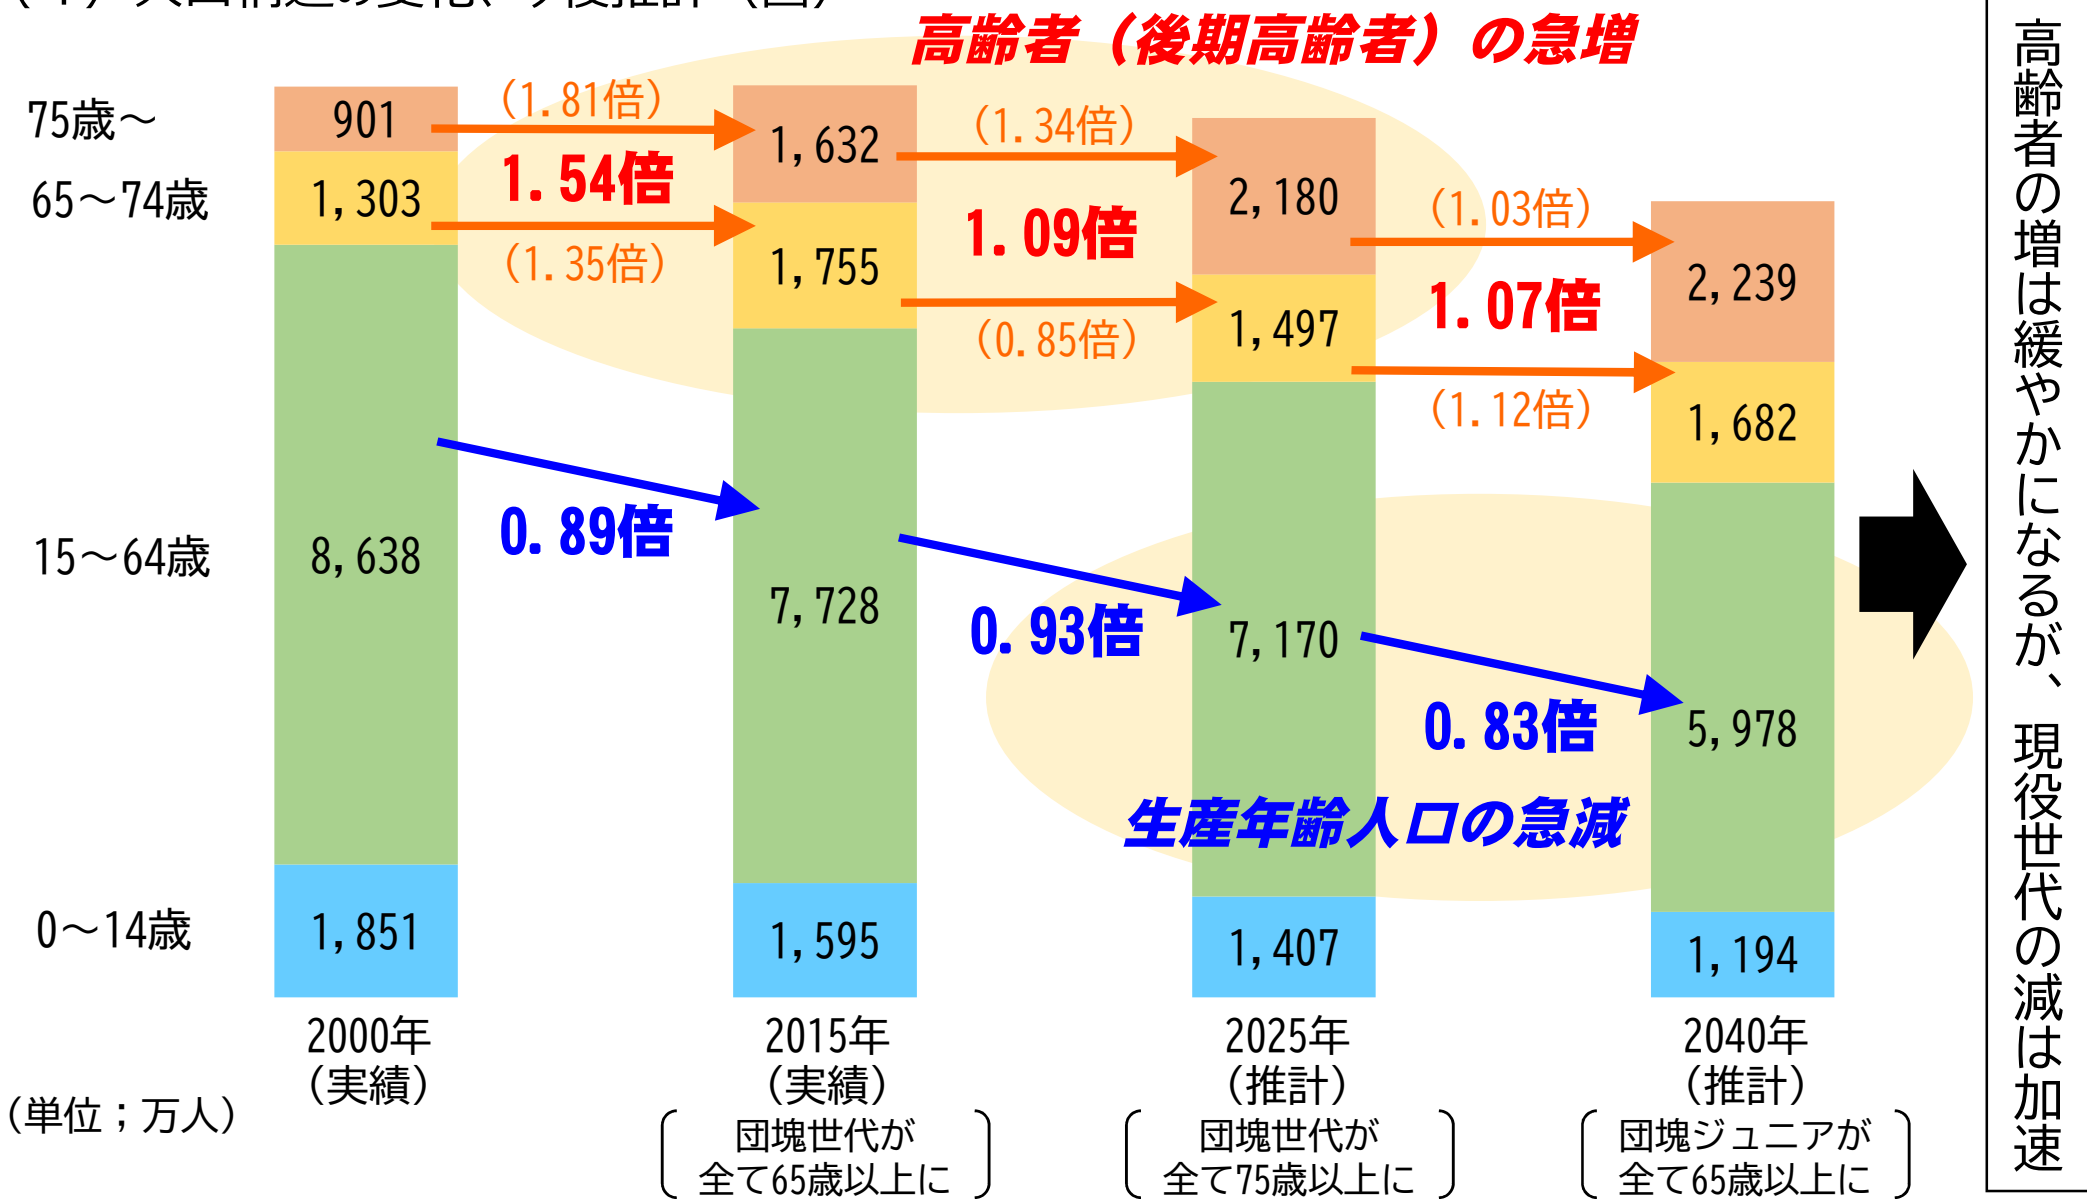 高齢者（後期高齢者）の急増
75歳～
901
（1.81倍）
1,632
（1.34倍）
2,180
（1.03倍）
2,239
65～74歳
1,303
1.54倍
（1.35倍）
1,755
1.09倍
（0.85倍）
1,497
1.07倍
（1.12倍）
1,682
15～64歳
8,638
0.89倍
7,728
0.93倍
7,170
0.83倍
5,978
生産年齢人口の急減
0～14歳
1,851
1,595
1,407
1,194
2000年
（実績）
2015年
（実績）
団塊世代が
全て65歳以上に
2025年
（推計）
団塊世代が
全て75歳以上に
2040年
（推計）
団塊ジュニアが
全て65歳以上に
（単位；万人）
高齢者の増は緩やかになるが、現役世代の減は加速